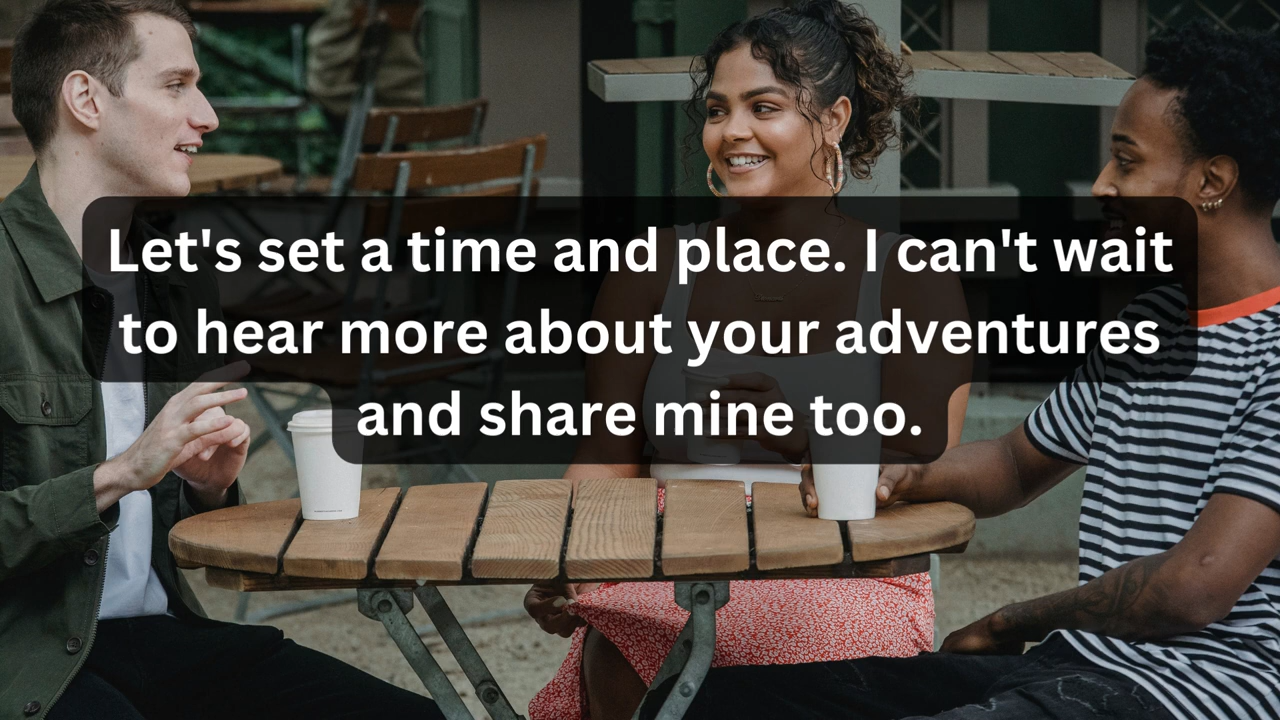 Let's set a time and place. I can't wait
to hear more about your adventures
and share mine too.